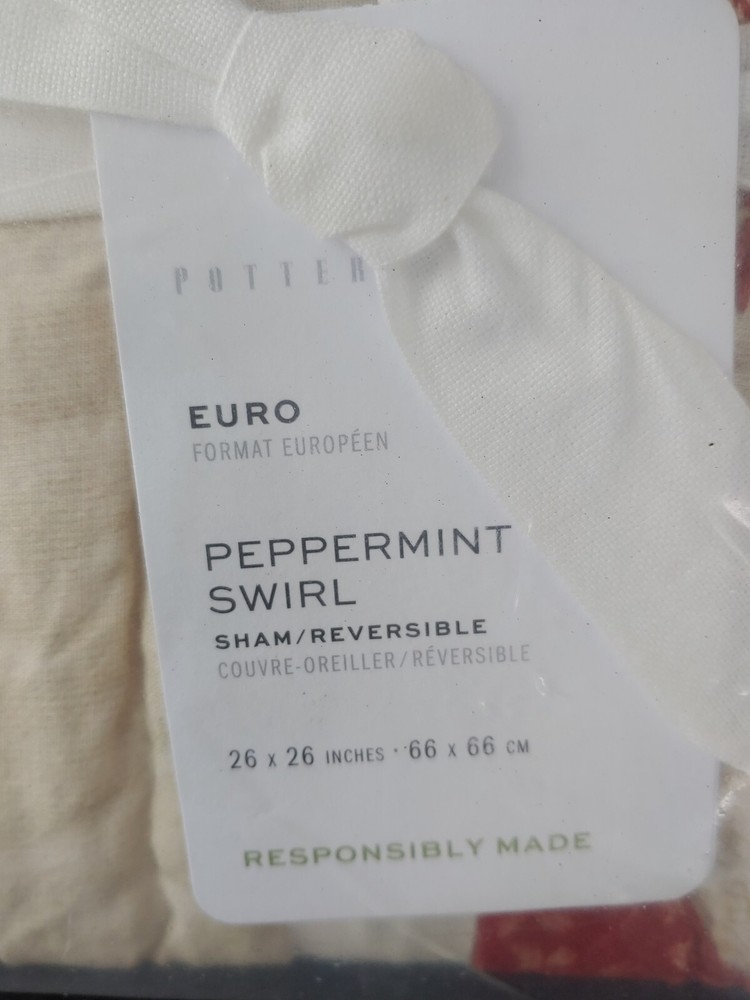 POTTER
EURO
FORMAT EUROPÉEN
PEPPERMINT
SWIRL
SHAM/REVERSIBLE
COUVRE-OREILLER/RÉVERSIBLE
26 x 26 INCHES · 66 x 66 CM
RESPONSIBLY MADE